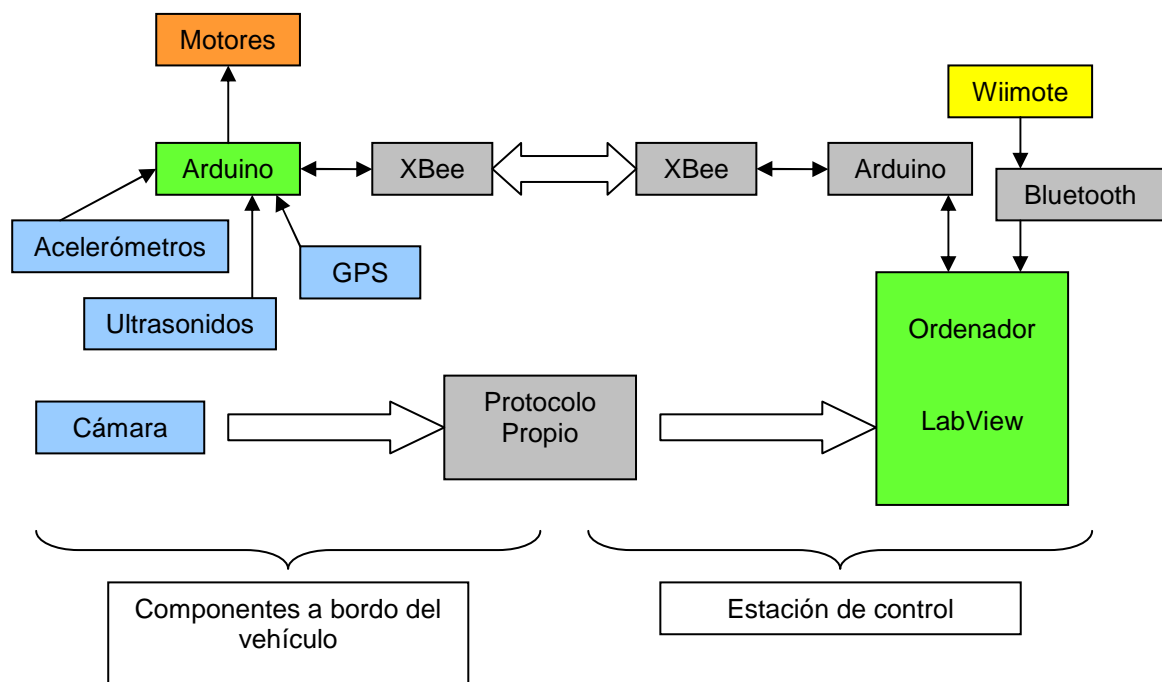 Motores
Wiimote
Arduino
XBee
XBee
Arduino
Bluetooth
Acelerómetros
GPS
Ultrasonidos
Ordenador
LabView
Cámara
Protocolo
Propio
Componentes a bordo del
vehículo
Estación de control